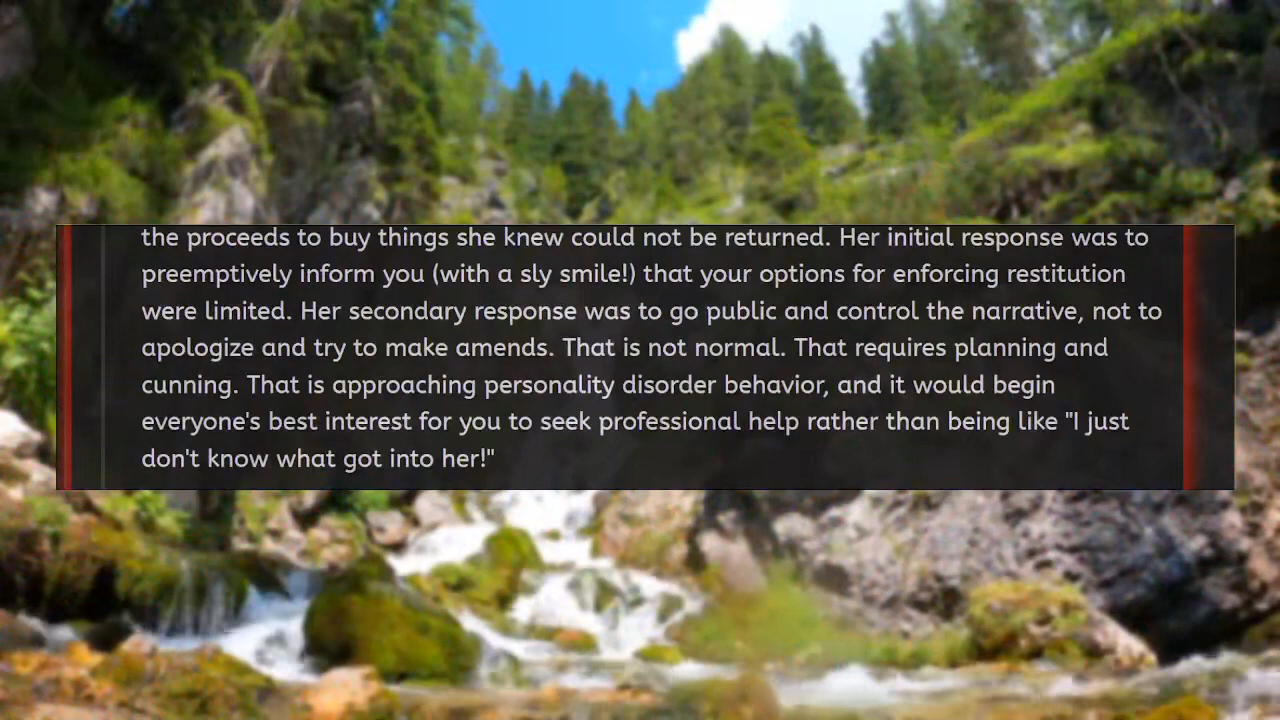 the proceeds to buy things she knew could not be returned. Her initial response was to
preemptively inform you (with a sly smile!) that your options for enforcing restitution
were limited. Her secondary response was to go public and control the narrative, not to
apologize and try to make amends. That is not normal. That requires planning and
cunning. That is approaching personality disorder behavior, and it would begin
everyone's best interest for you to seek professional help rather than being like "I just
don't know what got into her!"